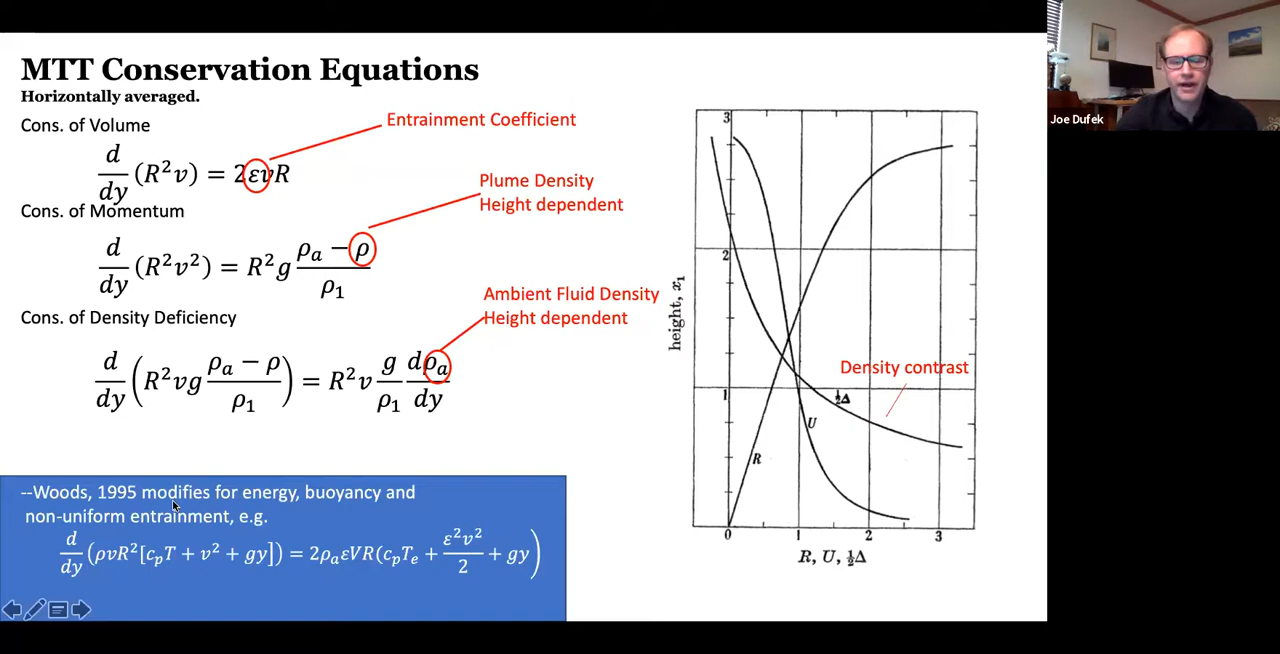 MTT Conservation Equations
Horizontally averaged.
Cons. of Volume
d/dy (R²v) = 2εvR
Entrainment Coefficient
Cons. of Momentum
d/dy (R²v²) = R²g (ρₐ − ρ)/ρ₁
Plume Density
Height dependent
Cons. of Density Deficiency
d/dy (R²vg (ρₐ − ρ)/ρ₁) = R²v g/ρ₁ dρₐ/dy
Ambient Fluid Density
Height dependent
--Woods, 1995 modifies for energy, buoyancy and
non-uniform entrainment, e.g.
d/dy (ρvR²[cₚT + v² + gy]) = 2ρₐεVR(cₚTₑ + ε²v²/2 + gy)
3
2
1
height, x₁
Density contrast
½Δ
U
R
0 1 2 3
R, U, ½Δ
Joe Dufek